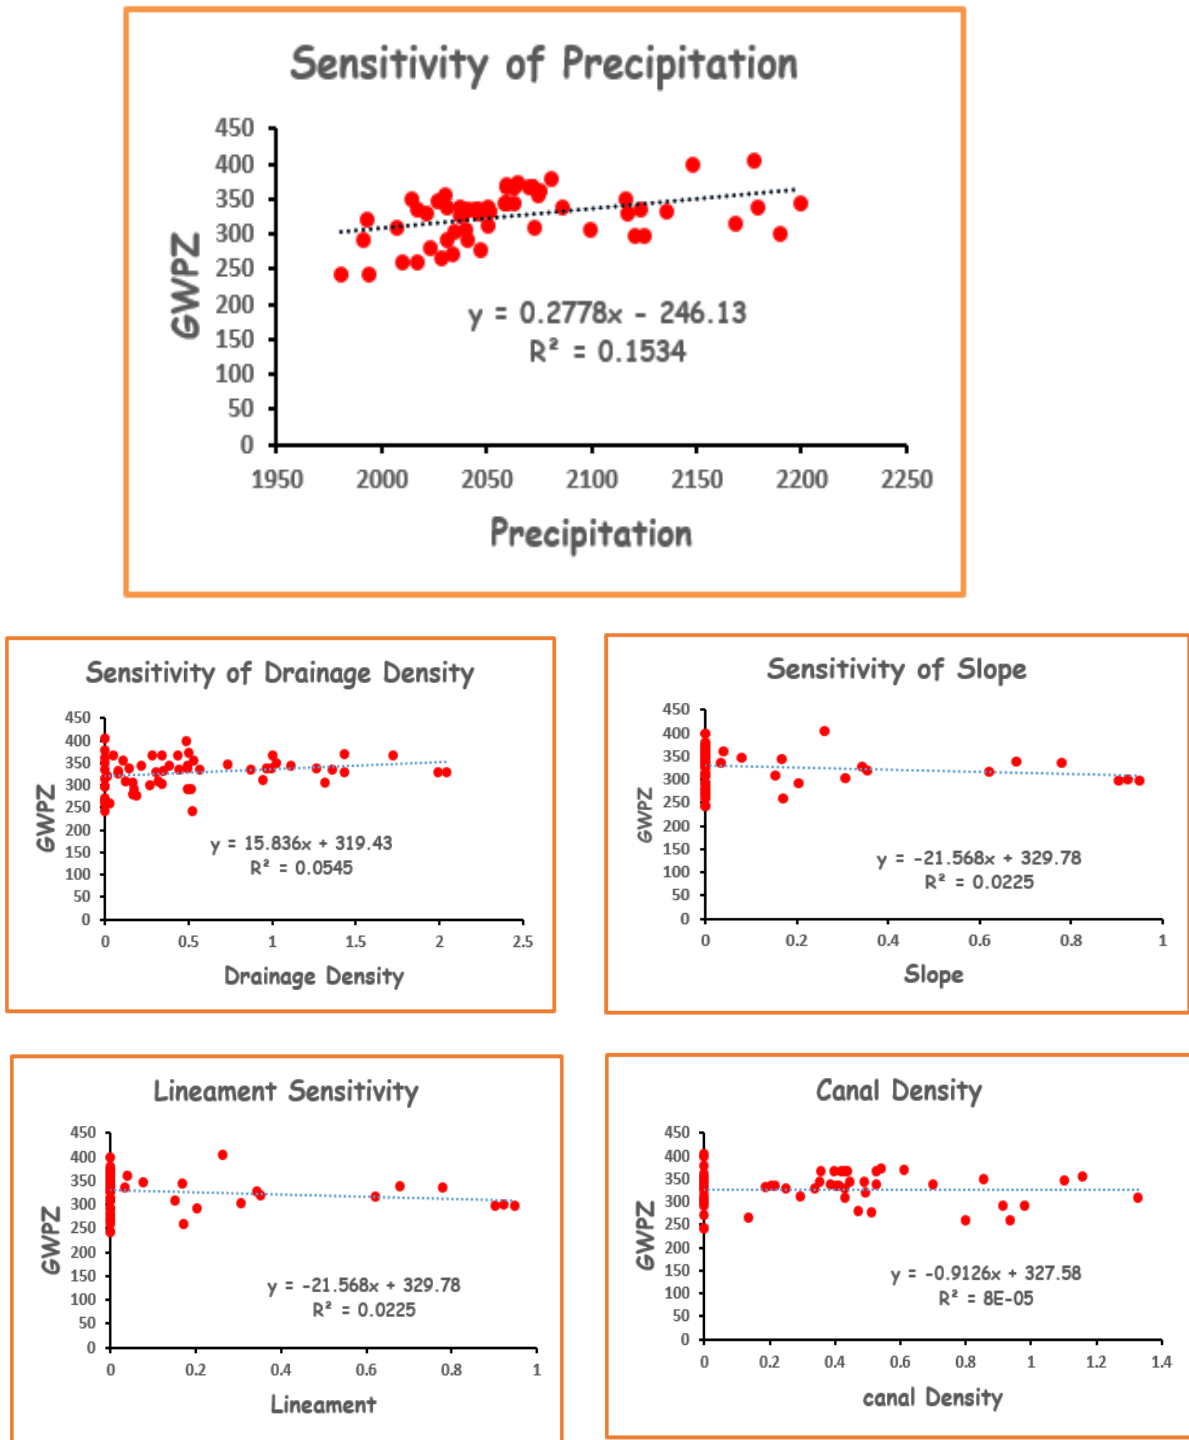 Sensitivity of Precipitation
450
400
350
300
250
200
150
100
50
0
GWPZ
y = 0.2778x - 246.13
R² = 0.1534
1950 2000 2050 2100 2150 2200 2250
Precipitation
Sensitivity of Drainage Density
450
400
350
300
250
200
150
100
50
0
GWPZ
y = 15.836x + 319.43
R² = 0.0545
0 0.5 1 1.5 2 2.5
Drainage Density
Sensitivity of Slope
450
400
350
300
250
200
150
100
50
0
GWPZ
y = -21.568x + 329.78
R² = 0.0225
0 0.2 0.4 0.6 0.8 1
Slope
Lineament Sensitivity
450
400
350
300
250
200
150
100
50
0
GWPZ
y = -21.568x + 329.78
R² = 0.0225
0 0.2 0.4 0.6 0.8 1
Lineament
Canal Density
450
400
350
300
250
200
150
100
50
0
GWPZ
y = -0.9126x + 327.58
R² = 8E-05
0 0.2 0.4 0.6 0.8 1 1.2 1.4
canal Density